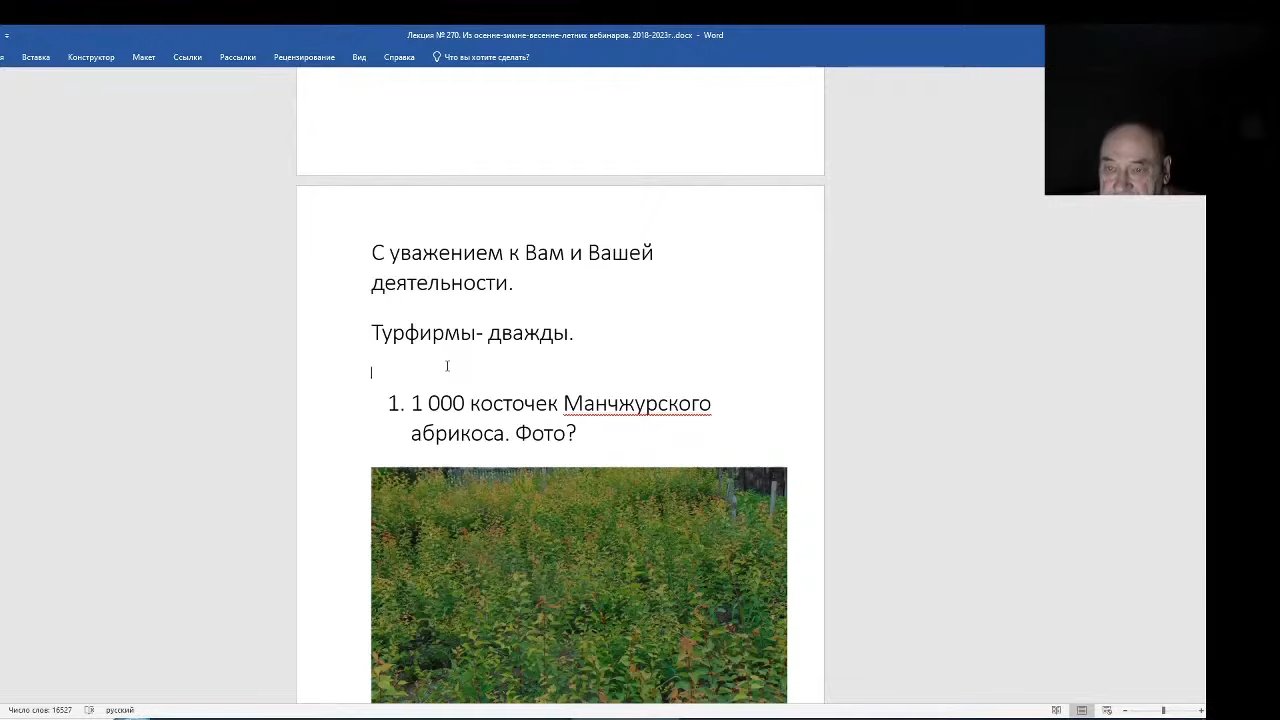 Лекция № 270. Из осенне-зимне-весенне-летних вебинаров. 2018-2023г..docx - Word
я Вставка Конструктор Макет Ссылки Рассылки Рецензирование Вид Справка Что вы хотите сделать?
С уважением к Вам и Вашей
деятельности.
Турфирмы- дважды.
1. 1 000 косточек Манчжурского
абрикоса. Фото?
Число слов: 16527 русский